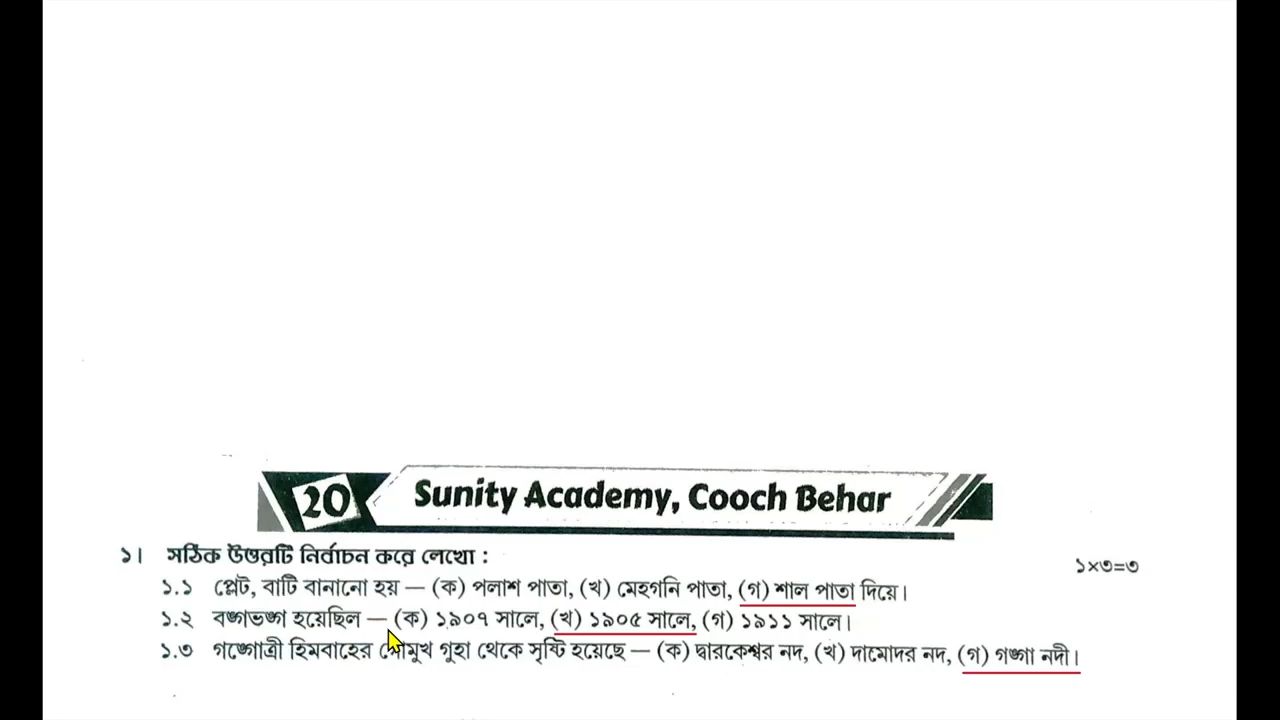 20 Sunity Academy, Cooch Behar
১। সঠিক উত্তরটি নির্বাচন করে লেখো : ১×৩=৩
১.১ প্লেট, বাটি বানানো হয় — (ক) পলাশ পাতা, (খ) মেহগনি পাতা, (গ) শাল পাতা দিয়ে।
১.২ বঙ্গভঙ্গ হয়েছিল — (ক) ১৯০৭ সালে, (খ) ১৯০৫ সালে, (গ) ১৯১১ সালে।
১.৩ গঙ্গোত্রী হিমবাহের গোমুখ গুহা থেকে সৃষ্টি হয়েছে — (ক) দ্বারকেশ্বর নদ, (খ) দামোদর নদ, (গ) গঙ্গা নদী।